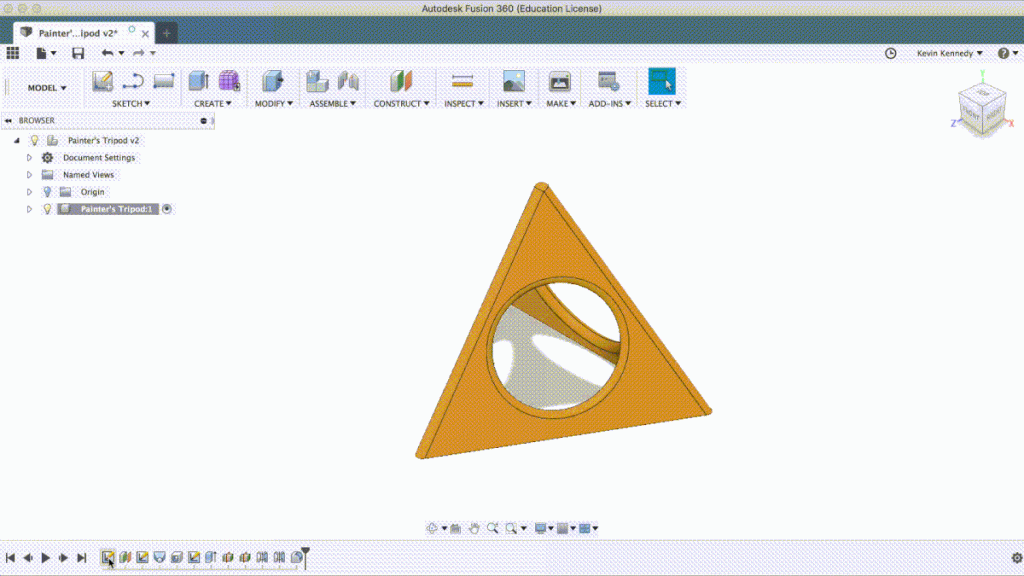 Autodesk Fusion 360 (Education License)
Painter'...ipod v2*
Kevin Kennedy
MODEL
SKETCH
CREATE
MODIFY
ASSEMBLE
CONSTRUCT
INSPECT
INSERT
MAKE
ADD-INS
SELECT
BROWSER
Painter's Tripod v2
Document Settings
Named Views
Origin
Painter's Tripod:1
Y
TOP
FRONT
RIGHT
Z
X